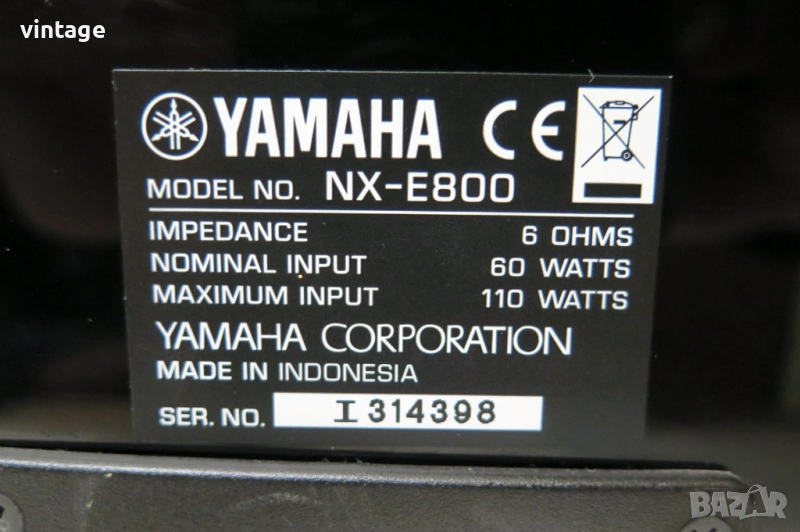 vintage
YAMAHA CE
MODEL NO. NX-E800
IMPEDANCE 6 OHMS
NOMINAL INPUT 60 WATTS
MAXIMUM INPUT 110 WATTS
YAMAHA CORPORATION
MADE IN INDONESIA
SER. NO. I 314398
BAZAR